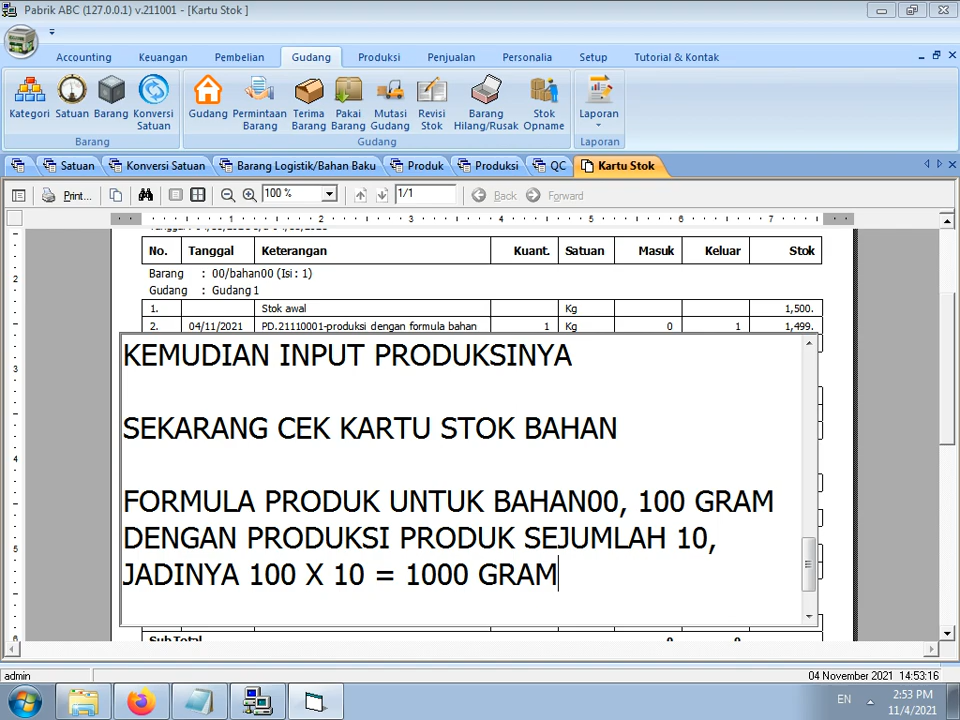 Pabrik ABC (127.0.0.1) v.211001 - [Kartu Stok ]
Accounting Keuangan Pembelian Gudang Produksi Penjualan Personalia Setup Tutorial & Kontak
Kategori Satuan Barang Konversi Satuan Gudang Permintaan Barang Terima Barang Pakai Barang Mutasi Gudang Revisi Stok Barang Hilang/Rusak Stok Opname Laporan
Barang Gudang Laporan
Satuan Konversi Satuan Barang Logistik/Bahan Baku Produk Produksi QC Kartu Stok
Print... 100 % 1/1 Back Forward
1 2 3 4 5 6 7
No. Tanggal Keterangan Kuant. Satuan Masuk Keluar Stok
Barang : 00/bahan00 (Isi : 1)
Gudang : Gudang 1
1. Stok awal Kg 1,500.
2. 04/11/2021 PD.21110001-produksi dengan formula bahan 1 Kg 0 1 1,499.
KEMUDIAN INPUT PRODUKSINYA
SEKARANG CEK KARTU STOK BAHAN
FORMULA PRODUK UNTUK BAHAN00, 100 GRAM
DENGAN PRODUKSI PRODUK SEJUMLAH 10,
JADINYA 100 X 10 = 1000 GRAM
admin 04 November 2021 14:53:16
EN 2:53 PM
11/4/2021